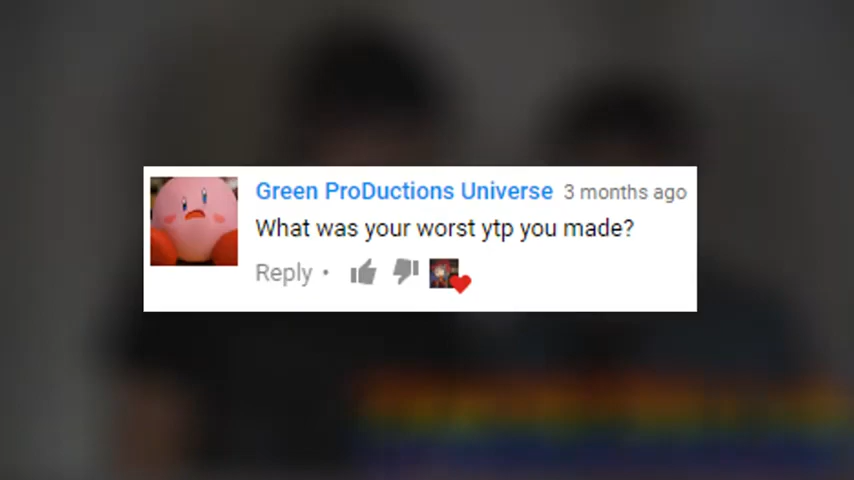 Green ProDuctions Universe 3 months ago
What was your worst ytp you made?
Reply •